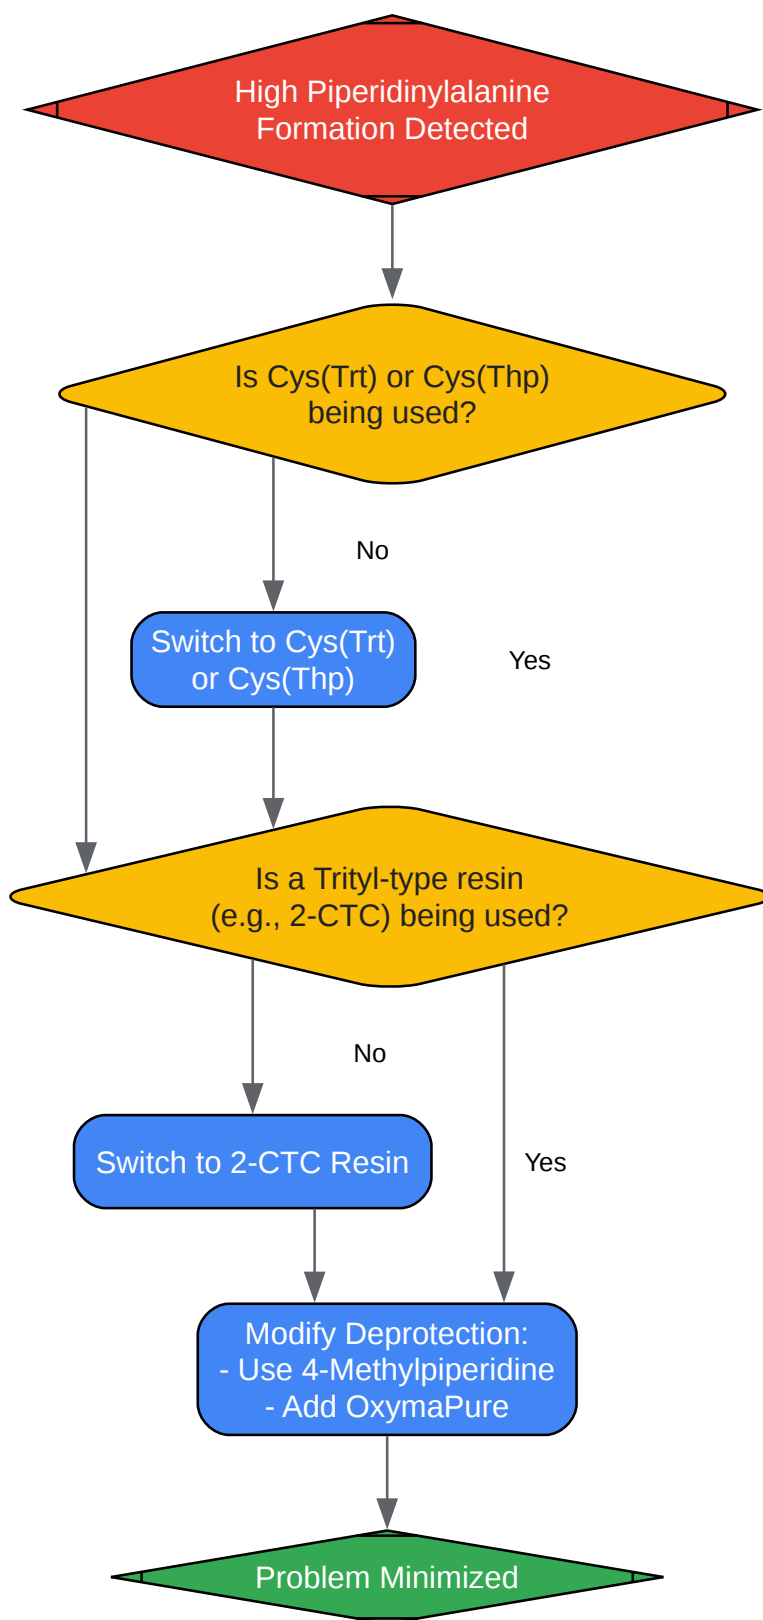 High Piperidinylalanine
Formation Detected
Is Cys(Trt) or Cys(Thp)
being used?
No
Switch to Cys(Trt)
or Cys(Thp)
Yes
Is a Trityl-type resin
(e.g., 2-CTC) being used?
No
Switch to 2-CTC Resin
Yes
Modify Deprotection:
- Use 4-Methylpiperidine
- Add OxymaPure
Problem Minimized